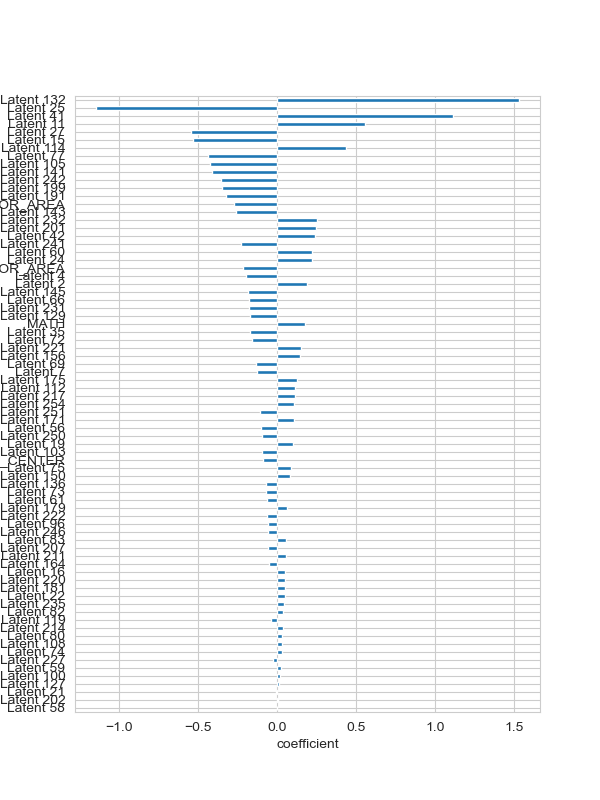 Latent 132
Latent 25
Latent 41
Latent 11
Latent 27
Latent 15
Latent 114
Latent 77
Latent 105
Latent 141
Latent 242
Latent 199
Latent 191
OR_AREA
Latent 143
Latent 232
Latent 201
Latent 42
Latent 241
Latent 60
Latent 24
OR_AREA
Latent 4
Latent 2
Latent 145
Latent 66
Latent 231
Latent 129
MATH
Latent 35
Latent 72
Latent 221
Latent 156
Latent 69
Latent 7
Latent 175
Latent 112
Latent 217
Latent 254
Latent 251
Latent 171
Latent 56
Latent 250
Latent 19
Latent 103
_CENTER
Latent 75
Latent 150
Latent 136
Latent 73
Latent 61
Latent 179
Latent 222
Latent 96
Latent 246
Latent 83
Latent 207
Latent 211
Latent 164
Latent 16
Latent 220
Latent 181
Latent 22
Latent 235
Latent 82
Latent 119
Latent 214
Latent 80
Latent 108
Latent 74
Latent 227
Latent 59
Latent 100
Latent 127
Latent 21
Latent 202
Latent 58
−1.0 −0.5 0.0 0.5 1.0 1.5
coefficient